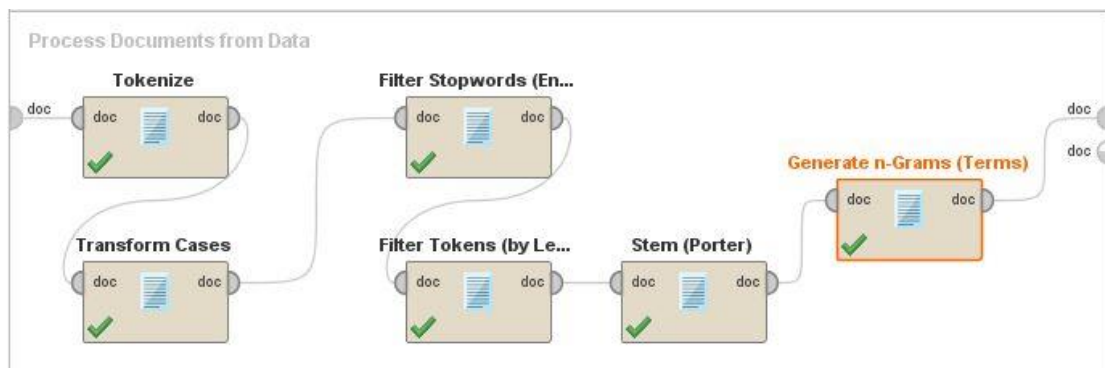 Process Documents from Data
Tokenize
doc
doc
doc
Transform Cases
doc
doc
Filter Stopwords (En...
doc
doc
Filter Tokens (by Le...
doc
doc
Stem (Porter)
doc
doc
Generate n-Grams (Terms)
doc
doc
doc
doc